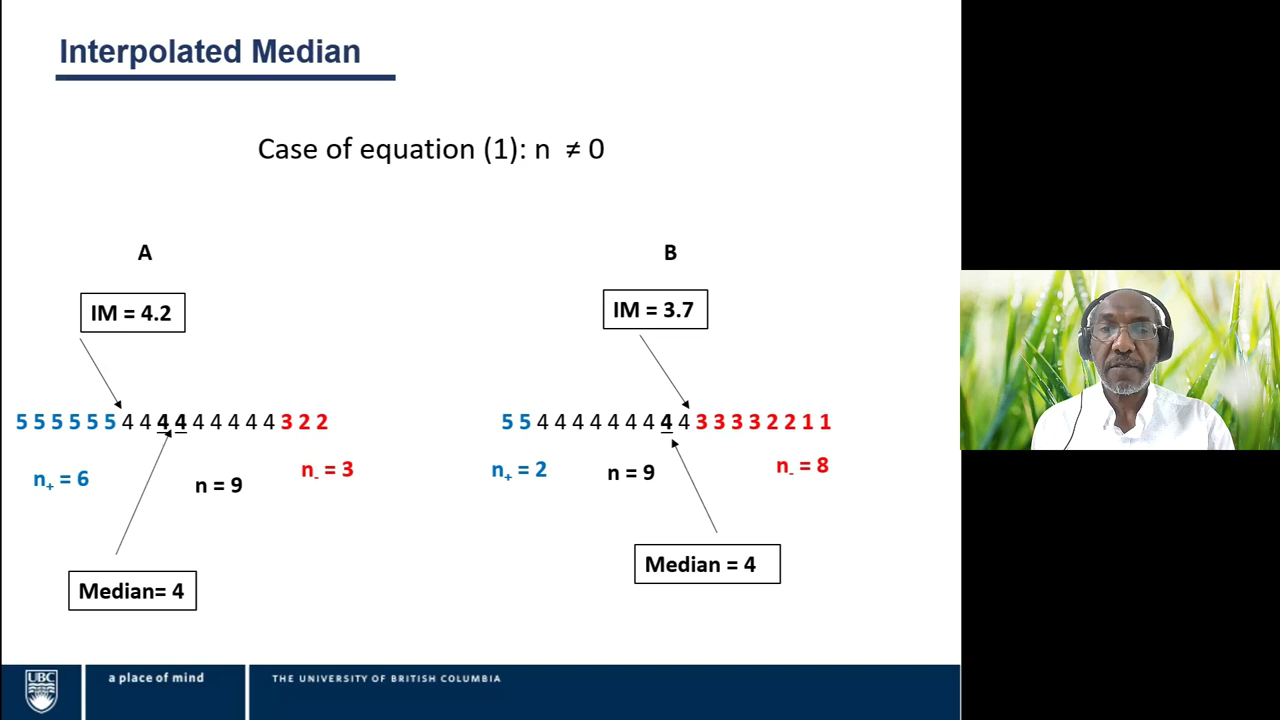 Interpolated Median
Case of equation (1): n ≠ 0
A
B
IM = 4.2
IM = 3.7
5 5 5 5 5 5 4 4 4 4 4 4 4 4 4 3 2 2
5 5 4 4 4 4 4 4 4 4 4 3 3 3 3 2 2 1 1
n+ = 6
n = 9
n- = 3
n+ = 2
n = 9
n- = 8
Median= 4
Median = 4
UBC
a place of mind
THE UNIVERSITY OF BRITISH COLUMBIA